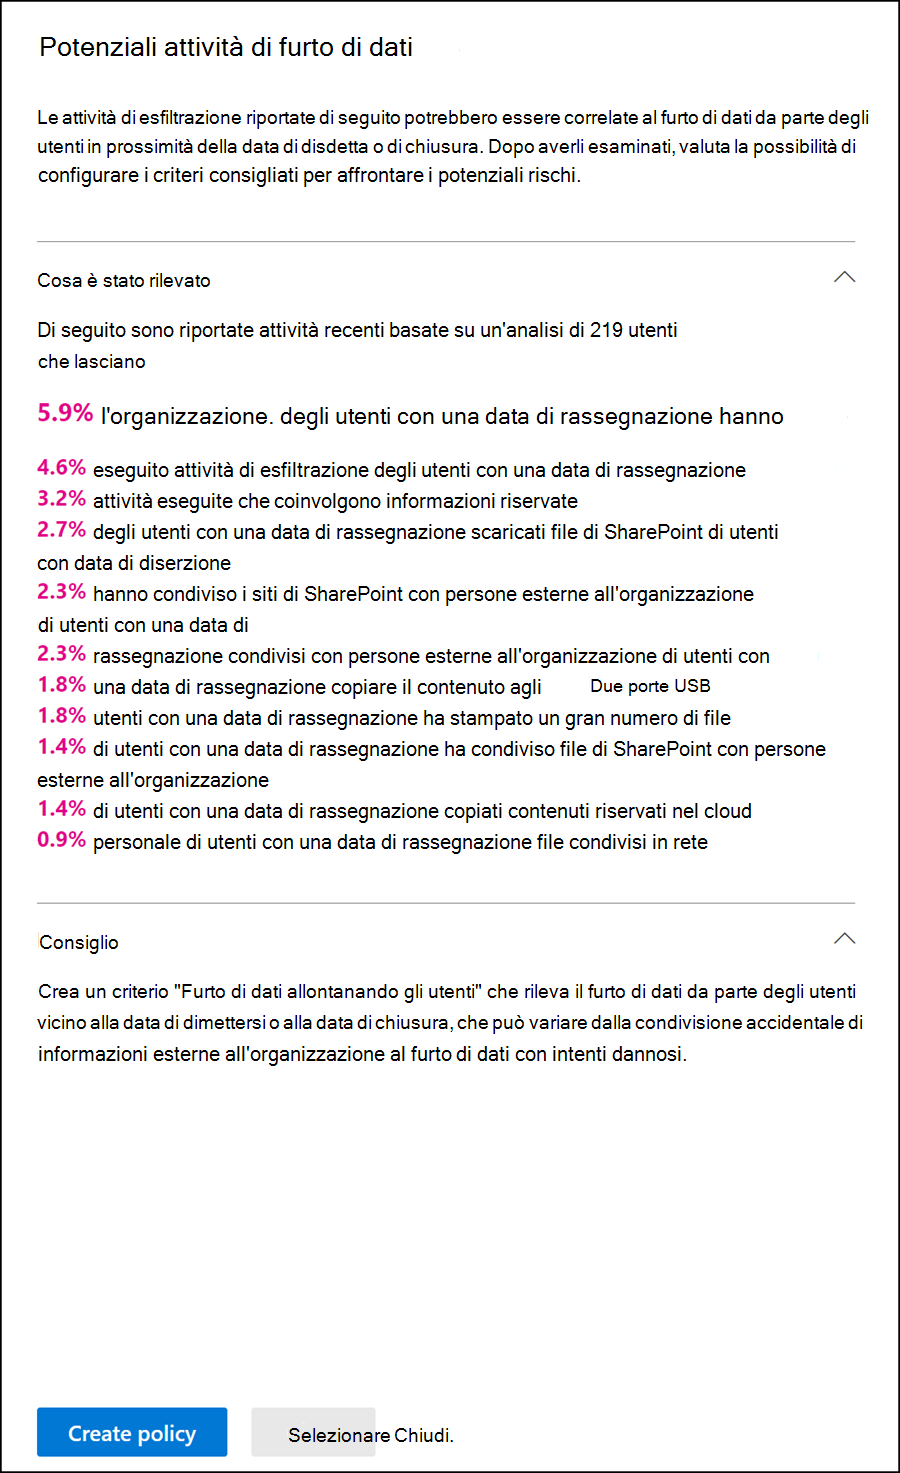 Potenziali attività di furto di dati
Le attività di esfiltrazione riportate di seguito potrebbero essere correlate al furto di dati da parte degli
utenti in prossimità della data di disdetta o di chiusura. Dopo averli esaminati, valuta la possibilità di
configurare i criteri consigliati per affrontare i potenziali rischi.
Cosa è stato rilevato
Di seguito sono riportate attività recenti basate su un'analisi di 219 utenti
che lasciano
5.9% l'organizzazione. degli utenti con una data di rassegnazione hanno
4.6% eseguito attività di esfiltrazione degli utenti con una data di rassegnazione
3.2% attività eseguite che coinvolgono informazioni riservate
2.7% degli utenti con una data di rassegnazione scaricati file di SharePoint di utenti
con data di diserzione
2.3% hanno condiviso i siti di SharePoint con persone esterne all'organizzazione
di utenti con una data di
2.3% rassegnazione condivisi con persone esterne all'organizzazione di utenti con
1.8% una data di rassegnazione copiare il contenuto agli Due porte USB
1.8% utenti con una data di rassegnazione ha stampato un gran numero di file
1.4% di utenti con una data di rassegnazione ha condiviso file di SharePoint con persone
esterne all'organizzazione
1.4% di utenti con una data di rassegnazione copiati contenuti riservati nel cloud
0.9% personale di utenti con una data di rassegnazione file condivisi in rete
Consiglio
Crea un criterio "Furto di dati allontanando gli utenti" che rileva il furto di dati da parte degli utenti
vicino alla data di dimettersi o alla data di chiusura, che può variare dalla condivisione accidentale di
informazioni esterne all'organizzazione al furto di dati con intenti dannosi.
Create policy Selezionare Chiudi.